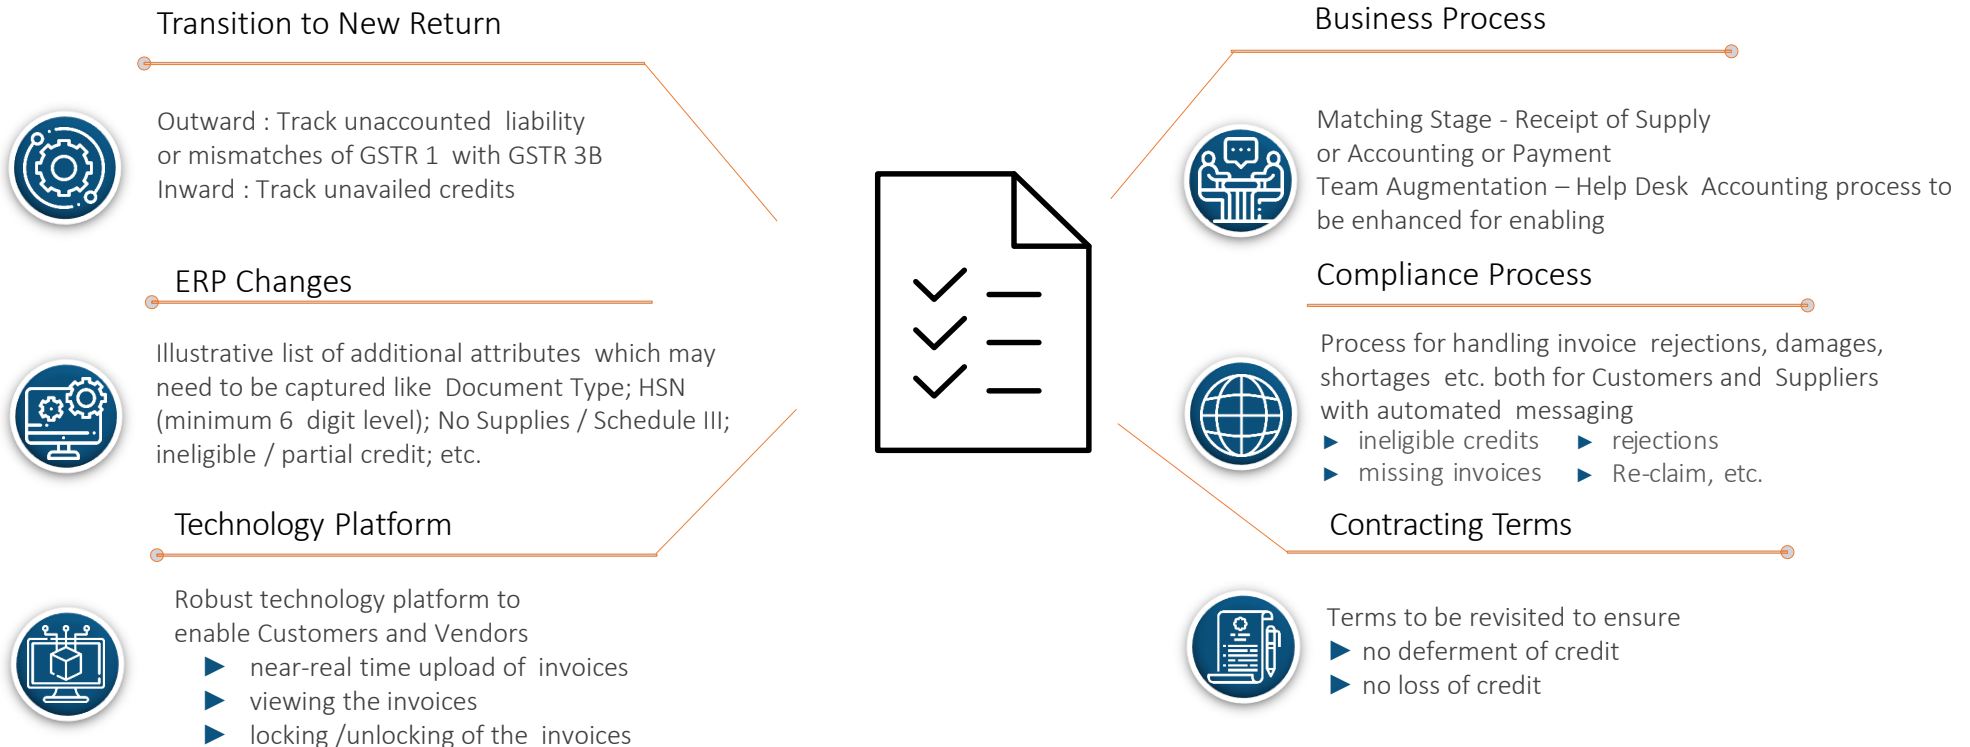 Transition to New Return
Outward : Track unaccounted liability
or mismatches of GSTR 1 with GSTR 3B
Inward : Track unavailed credits
ERP Changes
Illustrative list of additional attributes which may
need to be captured like Document Type; HSN
(minimum 6 digit level); No Supplies / Schedule III;
ineligible / partial credit; etc.
Technology Platform
Robust technology platform to
enable Customers and Vendors
► near-real time upload of invoices
► viewing the invoices
► locking /unlocking of the invoices
Business Process
Matching Stage - Receipt of Supply
or Accounting or Payment
Team Augmentation – Help Desk Accounting process to
be enhanced for enabling
Compliance Process
Process for handling invoice rejections, damages,
shortages etc. both for Customers and Suppliers
with automated messaging
► ineligible credits ► rejections
► missing invoices ► Re-claim, etc.
Contracting Terms
Terms to be revisited to ensure
► no deferment of credit
► no loss of credit